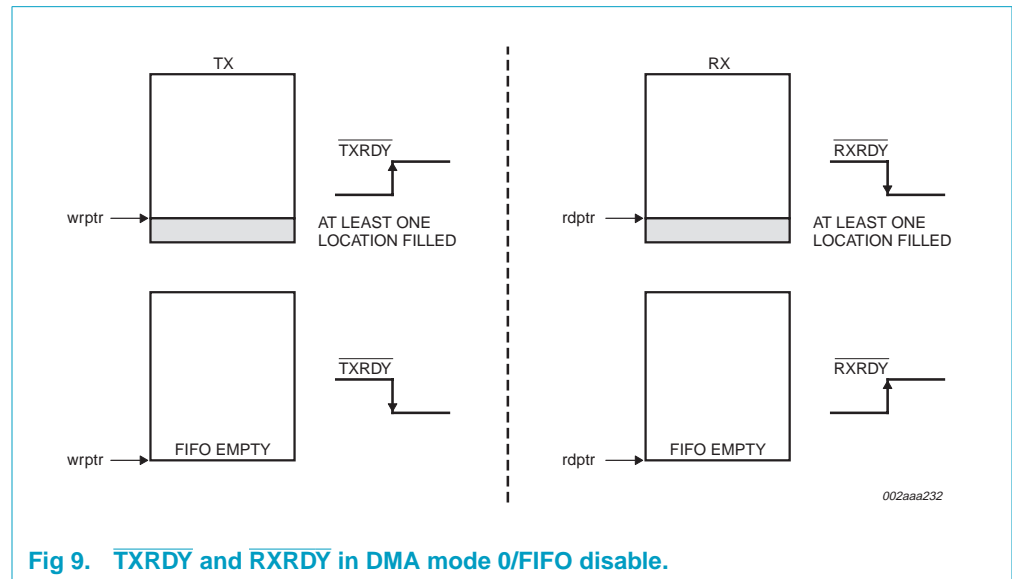 TX
TXRDY
wrptr
AT LEAST ONE
LOCATION FILLED
TXRDY
wrptr
FIFO EMPTY
RX
RXRDY
rdptr
AT LEAST ONE
LOCATION FILLED
RXRDY
rdptr
FIFO EMPTY
002aaa232
Fig 9. TXRDY and RXRDY in DMA mode 0/FIFO disable.